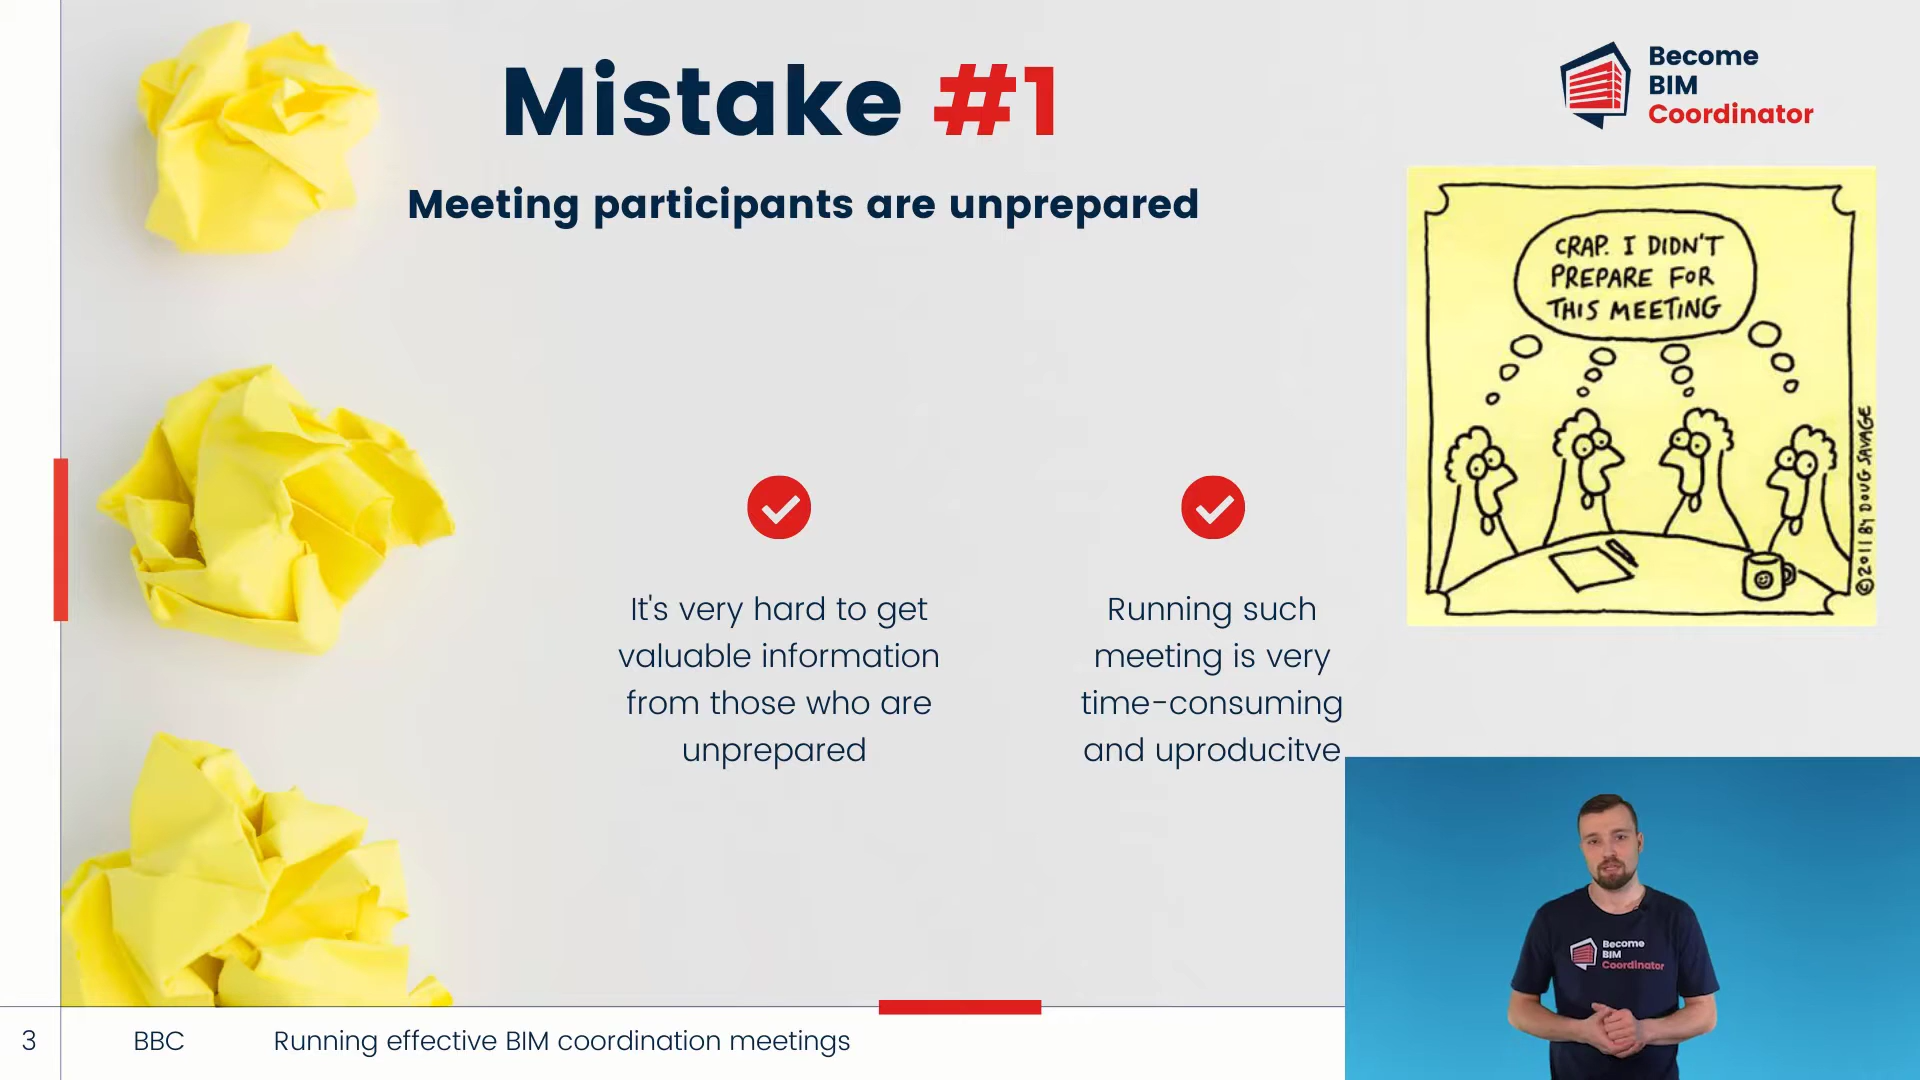 Mistake #1
Become
BIM
Coordinator
Meeting participants are unprepared
CRAP. I DIDN'T
PREPARE FOR
THIS MEETING
©2011 BY DOUG SAVAGE
It's very hard to get
valuable information
from those who are
unprepared
Running such
meeting is very
time-consuming
and uproducitve
Become
BIM
Coordinator
3
BBC
Running effective BIM coordination meetings